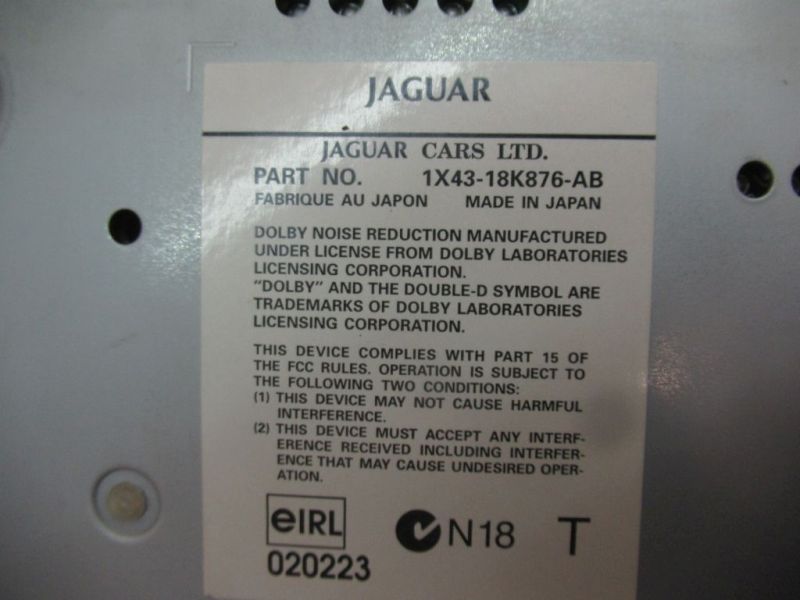 JAGUAR
JAGUAR CARS LTD.
PART NO. 1X43-18K876-AB
FABRIQUE AU JAPON MADE IN JAPAN
DOLBY NOISE REDUCTION MANUFACTURED
UNDER LICENSE FROM DOLBY LABORATORIES
LICENSING CORPORATION.
“DOLBY” AND THE DOUBLE-D SYMBOL ARE
TRADEMARKS OF DOLBY LABORATORIES
LICENSING CORPORATION.
THIS DEVICE COMPLIES WITH PART 15 OF
THE FCC RULES. OPERATION IS SUBJECT TO
THE FOLLOWING TWO CONDITIONS:
(1) THIS DEVICE MAY NOT CAUSE HARMFUL
INTERFERENCE.
(2) THIS DEVICE MUST ACCEPT ANY INTERF-
ERENCE RECEIVED INCLUDING INTERFER-
ENCE THAT MAY CAUSE UNDESIRED OPER-
ATION.
eIRL N18 T
020223